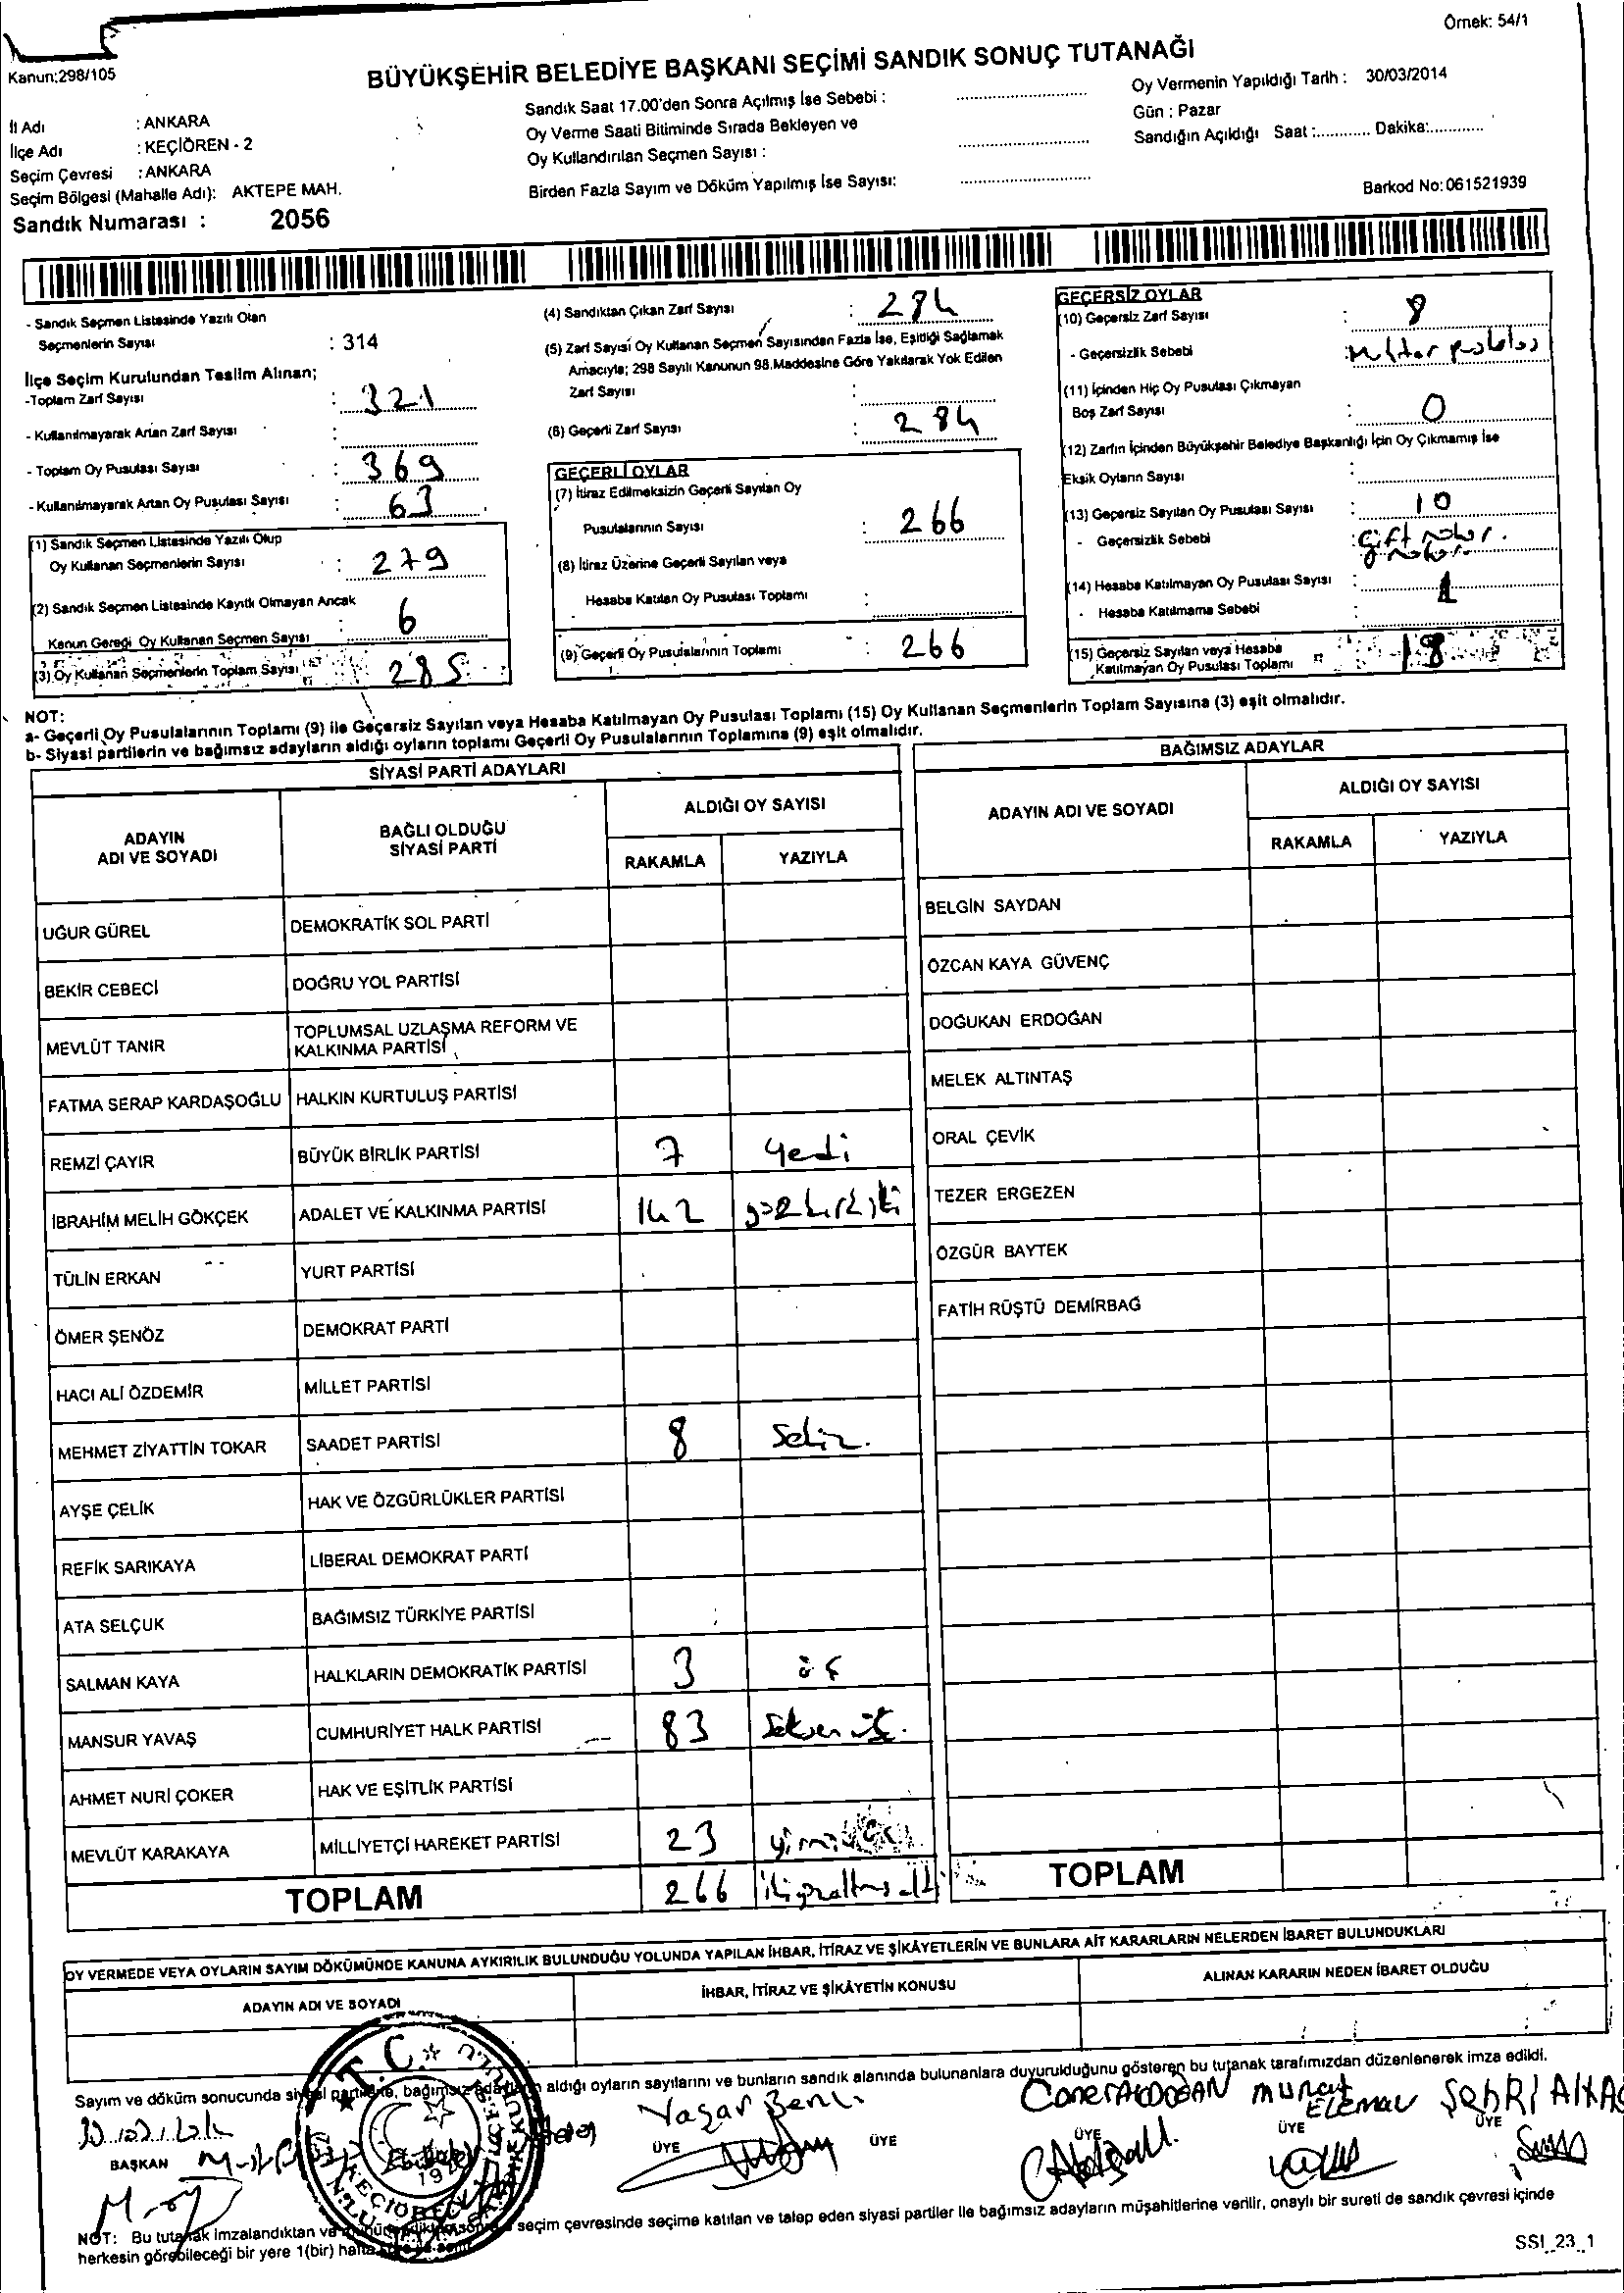 Örnek: 54/1
Kanun:298/105
BÜYÜKŞEHİR BELEDİYE BAŞKANI SEÇİMİ SANDIK SONUÇ TUTANAĞI
İl Adı : ANKARA
İlçe Adı : KEÇİÖREN - 2
Seçim Çevresi : ANKARA
Seçim Bölgesi (Mahalle Adı): AKTEPE MAH.
Sandık Numarası : 2056
Sandık Saat 17.00'den Sonra Açılmış İse Sebebi :
Oy Verme Saati Bitiminde Sırada Bekleyen ve
Oy Kullandırılan Seçmen Sayısı :
Birden Fazla Sayım ve Döküm Yapılmış İse Sayısı:
Oy Vermenin Yapıldığı Tarih : 30/03/2014
Gün : Pazar
Sandığın Açıldığı Saat :............ Dakika:............
Barkod No:061521939
- Sandık Seçmen Listesinde Yazılı Olan
Seçmenlerin Sayısı : 314
İlçe Seçim Kurulundan Teslim Alınan;
-Toplam Zarf Sayısı : 321
- Kullanılmayarak Artan Zarf Sayısı :
- Toplam Oy Pusulası Sayısı : 369
- Kullanılmayarak Artan Oy Pusulası Sayısı : 63
(1) Sandık Seçmen Listesinde Yazılı Olup
Oy Kullanan Seçmenlerin Sayısı : 279
(2) Sandık Seçmen Listesinde Kayıtlı Olmayan Ancak
Kanun Gereği Oy Kullanan Seçmen Sayısı : 6
(3) Oy Kullanan Seçmenlerin Toplam Sayısı : 285
(4) Sandıktan Çıkan Zarf Sayısı : 284
(5) Zarf Sayısı Oy Kullanan Seçmen Sayısından Fazla İse, Eşitliği Sağlamak
Amacıyla; 298 Sayılı Kanunun 98.Maddesine Göre Yakılarak Yok Edilen
Zarf Sayısı :
(6) Geçerli Zarf Sayısı : 284
GEÇERLİ OYLAR
(7) İtiraz Edilmeksizin Geçerli Sayılan Oy
Pusulalarının Sayısı : 266
(8) İtiraz Üzerine Geçerli Sayılan veya
Hesaba Katılan Oy Pusulası Toplamı :
(9) Geçerli Oy Pusulalarının Toplamı : 266
GEÇERSİZ OYLAR
(10) Geçersiz Zarf Sayısı : 8
- Geçersizlik Sebebi :
(11) İçinden Hiç Oy Pusulası Çıkmayan
Boş Zarf Sayısı : 0
(12) Zarfın İçinden Büyükşehir Belediye Başkanlığı İçin Oy Çıkmamış İse
Eksik Oyların Sayısı :
(13) Geçersiz Sayılan Oy Pusulası Sayısı : 10
- Geçersizlik Sebebi : çift
(14) Hesaba Katılmayan Oy Pusulası Sayısı : 1
- Hesaba Katılmama Sebebi :
(15) Geçersiz Sayılan veya Hesaba
Katılmayan Oy Pusulası Toplamı : 18
NOT:
a- Geçerli Oy Pusulalarının Toplamı (9) ile Geçersiz Sayılan veya Hesaba Katılmayan Oy Pusulası Toplamı (15) Oy Kullanan Seçmenlerin Toplam Sayısına (3) eşit olmalıdır.
b- Siyasi partilerin ve bağımsız adayların aldığı oyların toplamı Geçerli Oy Pusulalarının Toplamına (9) eşit olmalıdır.
SİYASİ PARTİ ADAYLARI
ADAYIN ADI VE SOYADI BAĞLI OLDUĞU SİYASİ PARTİ ALDIĞI OY SAYISI
RAKAMLA YAZIYLA
UĞUR GÜREL DEMOKRATİK SOL PARTİ
BEKİR CEBECİ DOĞRU YOL PARTİSİ
MEVLÜT TANIR TOPLUMSAL UZLAŞMA REFORM VE KALKINMA PARTİSİ
FATMA SERAP KARDAŞOĞLU HALKIN KURTULUŞ PARTİSİ
REMZİ ÇAYIR BÜYÜK BİRLİK PARTİSİ 7 Yedi
İBRAHİM MELİH GÖKÇEK ADALET VE KALKINMA PARTİSİ 142 yüzkırkiki
TÜLİN ERKAN YURT PARTİSİ
ÖMER ŞENÖZ DEMOKRAT PARTİ
HACI ALİ ÖZDEMİR MİLLET PARTİSİ
MEHMET ZİYATTİN TOKAR SAADET PARTİSİ 8 Sekiz.
AYŞE ÇELİK HAK VE ÖZGÜRLÜKLER PARTİSİ
REFİK SARIKAYA LİBERAL DEMOKRAT PARTİ
ATA SELÇUK BAĞIMSIZ TÜRKİYE PARTİSİ
SALMAN KAYA HALKLARIN DEMOKRATİK PARTİSİ 3 üç
MANSUR YAVAŞ CUMHURİYET HALK PARTİSİ 83 Seksen üç.
AHMET NURİ ÇOKER HAK VE EŞİTLİK PARTİSİ
MEVLÜT KARAKAYA MİLLİYETÇİ HAREKET PARTİSİ 23 yirmiüç
TOPLAM 266 ikiyüzaltmışaltı
BAĞIMSIZ ADAYLAR
ADAYIN ADI VE SOYADI ALDIĞI OY SAYISI
RAKAMLA YAZIYLA
BELGİN SAYDAN
ÖZCAN KAYA GÜVENÇ
DOĞUKAN ERDOĞAN
MELEK ALTINTAŞ
ORAL ÇEVİK
TEZER ERGEZEN
ÖZGÜR BAYTEK
FATİH RÜŞTÜ DEMİRBAĞ
TOPLAM
OY VERMEDE VEYA OYLARIN SAYIM DÖKÜMÜNDE KANUNA AYKIRILIK BULUNDUĞU YOLUNDA YAPILAN İHBAR, İTİRAZ VE ŞİKÂYETLERİN VE BUNLARA AİT KARARLARIN NELERDEN İBARET BULUNDUKLARI
ADAYIN ADI VE SOYADI İHBAR, İTİRAZ VE ŞİKÂYETİN KONUSU ALINAN KARARIN NEDEN İBARET OLDUĞU
Sayım ve döküm sonucunda siyasi partilerle, bağımsız adayların aldığı oyların sayılarını ve bunların sandık alanında bulunanlara duyurulduğunu gösteren bu tutanak tarafımızdan düzenlenerek imza edildi.
T.C.
Yaşar Caner AKDOĞAN Murat ŞEHRİ
BAŞKAN ÜYE ÜYE ÜYE ÜYE ÜYE
NOT: Bu tutanak imzalandıktan ve seçim çevresinde seçime katılan ve talep eden siyasi partiler ile bağımsız adayların müşahitlerine verilir, onaylı bir sureti de sandık çevresi içinde
herkesin görebileceği bir yere 1(bir) hafta
SSI_23_1